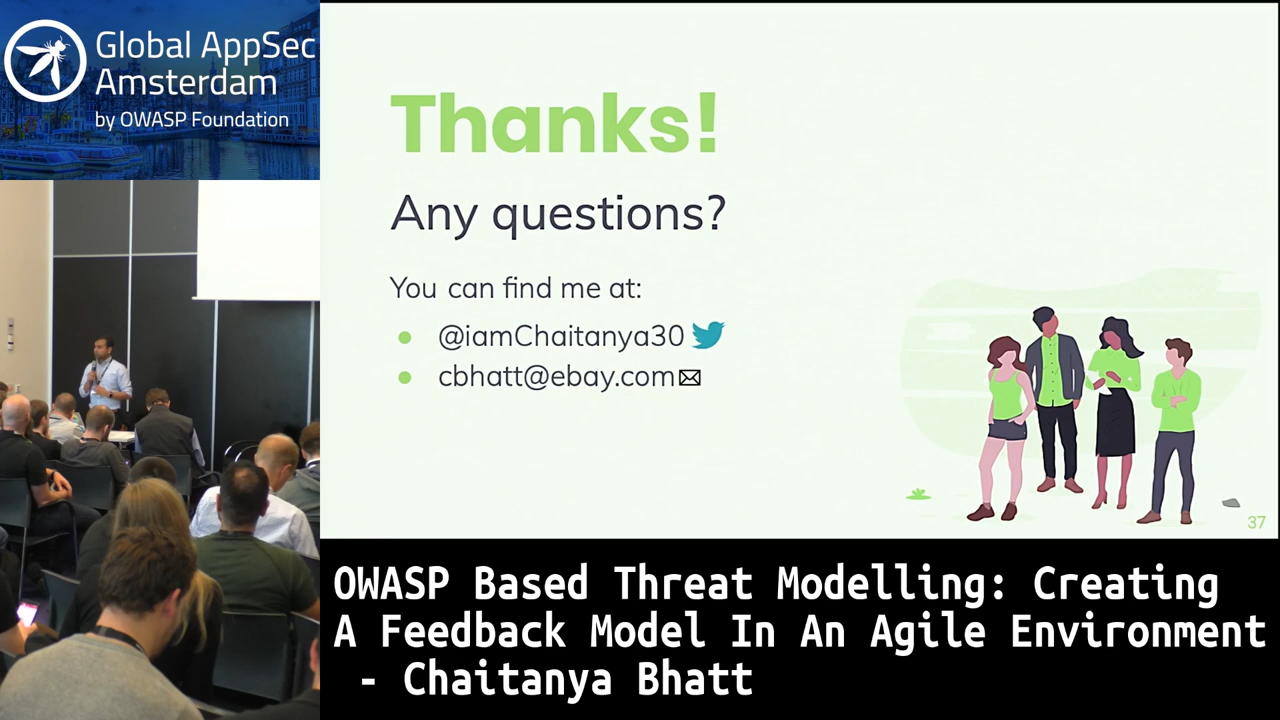 Global AppSec
Amsterdam
by OWASP Foundation
Thanks!
Any questions?
You can find me at:
@iamChaitanya30
cbhatt@ebay.com
37
OWASP Based Threat Modelling: Creating
A Feedback Model In An Agile Environment
- Chaitanya Bhatt